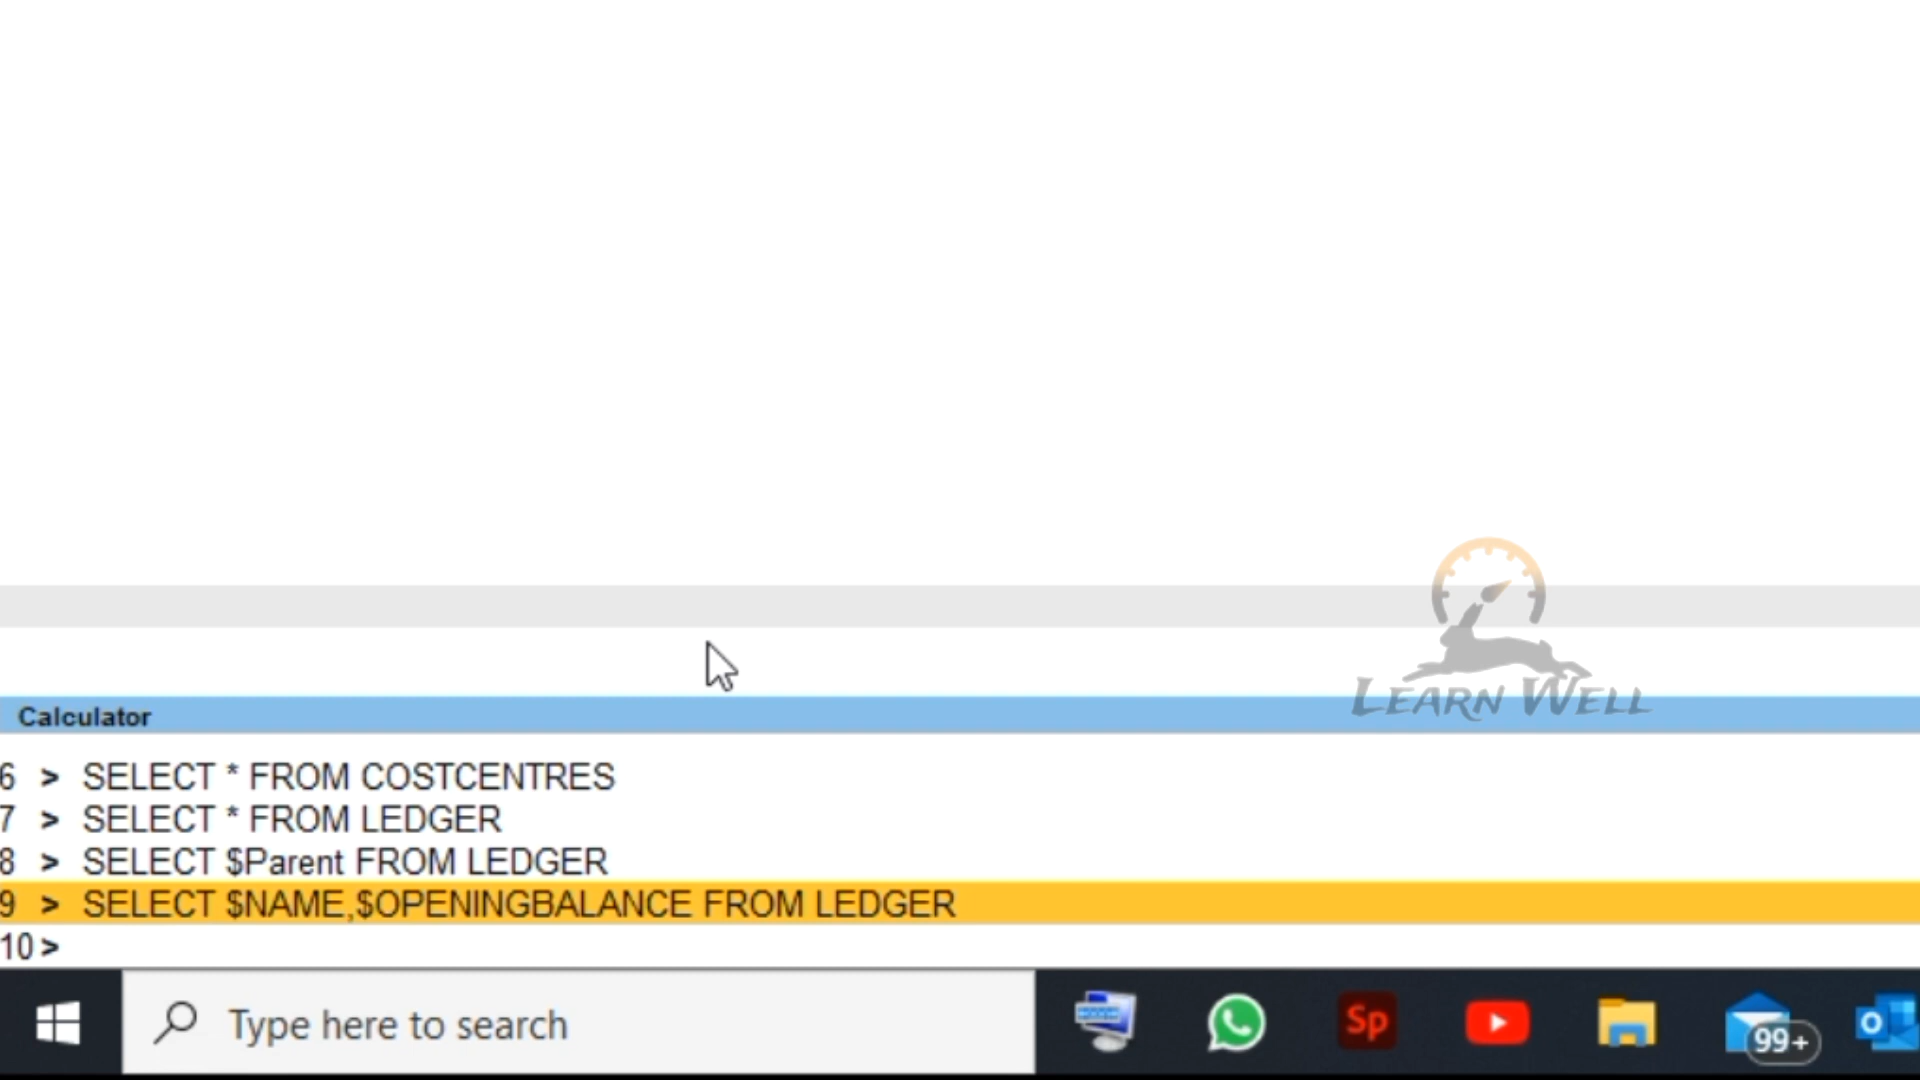 LEARN WELL
Calculator
6 > SELECT * FROM COSTCENTRES
7 > SELECT * FROM LEDGER
8 > SELECT $Parent FROM LEDGER
9 > SELECT $NAME,$OPENINGBALANCE FROM LEDGER
10 >
Type here to search
Sp
99+
o